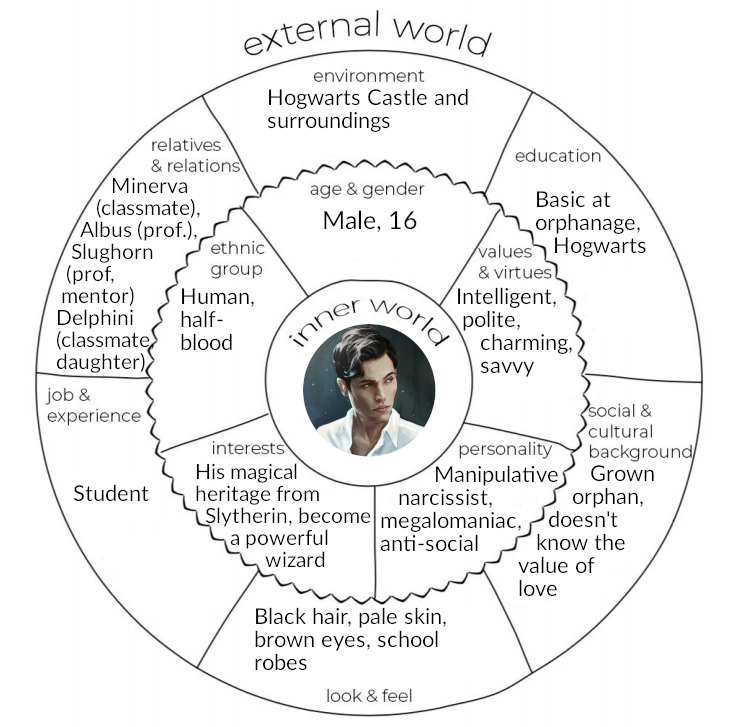 external world
environment
Hogwarts Castle and
surroundings
relatives
& relations
Minerva
(classmate),
Albus (prof.),
Slughorn
(prof,
mentor)
Delphini
(classmate,
daughter)
education
Basic at
orphanage,
Hogwarts
age & gender
Male, 16
ethnic
group
Human,
half-
blood
values
& virtues
Intelligent,
polite,
charming,
savvy
inner world
job &
experience
Student
interests
His magical
heritage from
Slytherin, become
a powerful
wizard
personality
Manipulative
narcissist,
megalomaniac,
anti-social
social &
cultural
background
Grown
orphan,
doesn't
know the
value of
love
Black hair, pale skin,
brown eyes, school
robes
look & feel